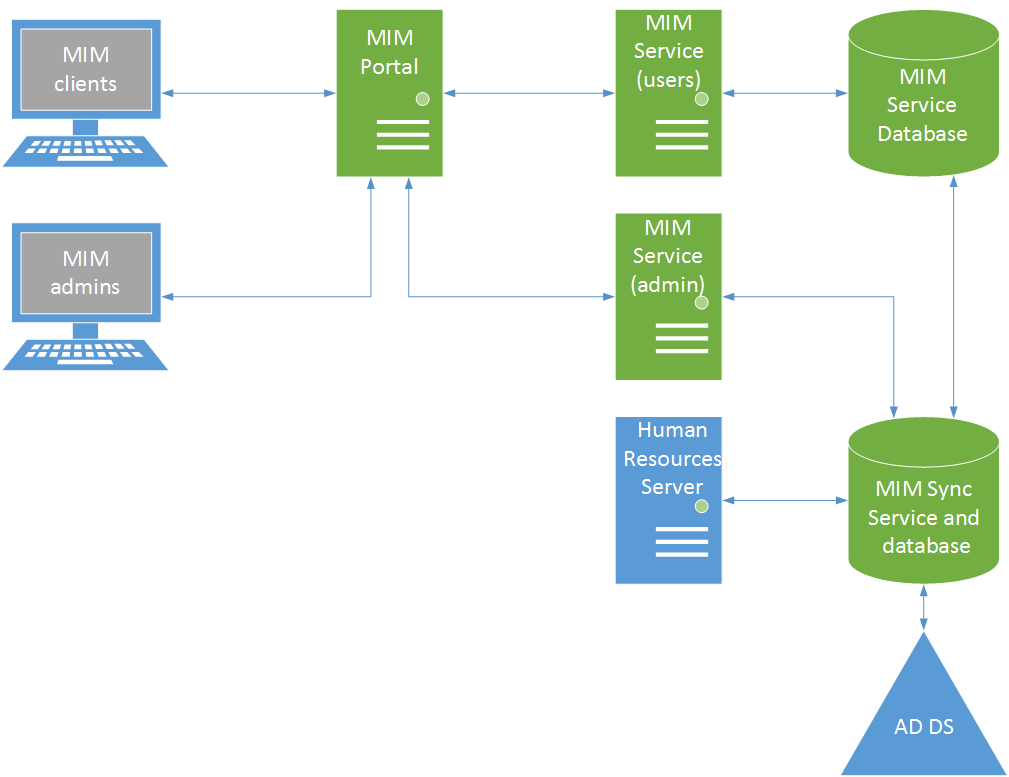 MIM
clients
MIM
Portal
MIM
Service
(users)
MIM
Service
Database
MIM
admins
MIM
Service
(admin)
Human
Resources
Server
MIM Sync
Service and
database
AD DS